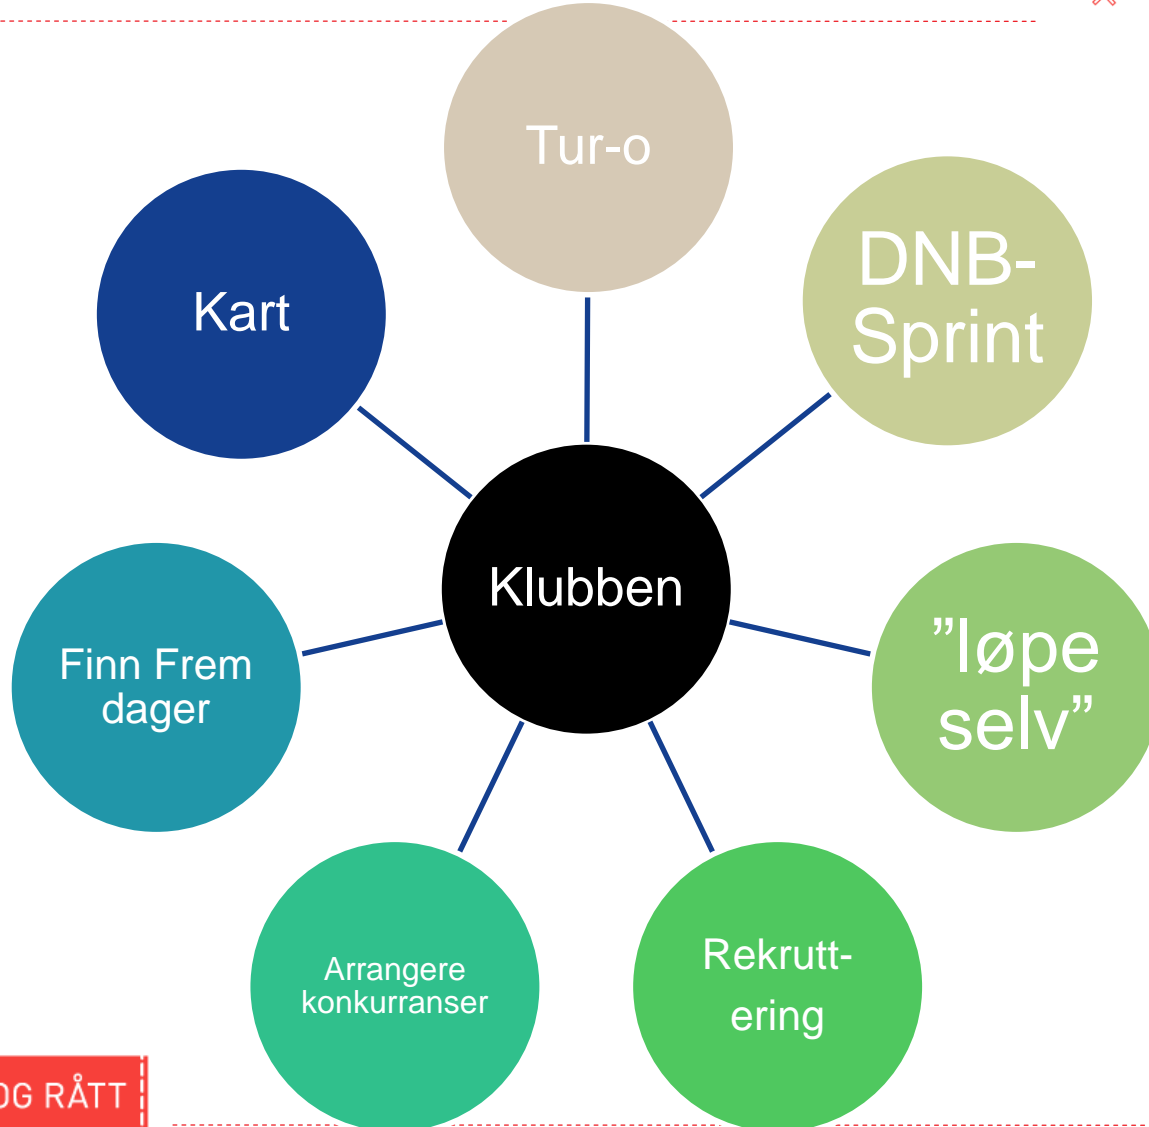 Tur-o
DNB-
Sprint
Kart
Klubben
”løpe
selv”
Finn Frem
dager
Rekrutt-
ering
Arrangere
konkurranser
OG RÅTT